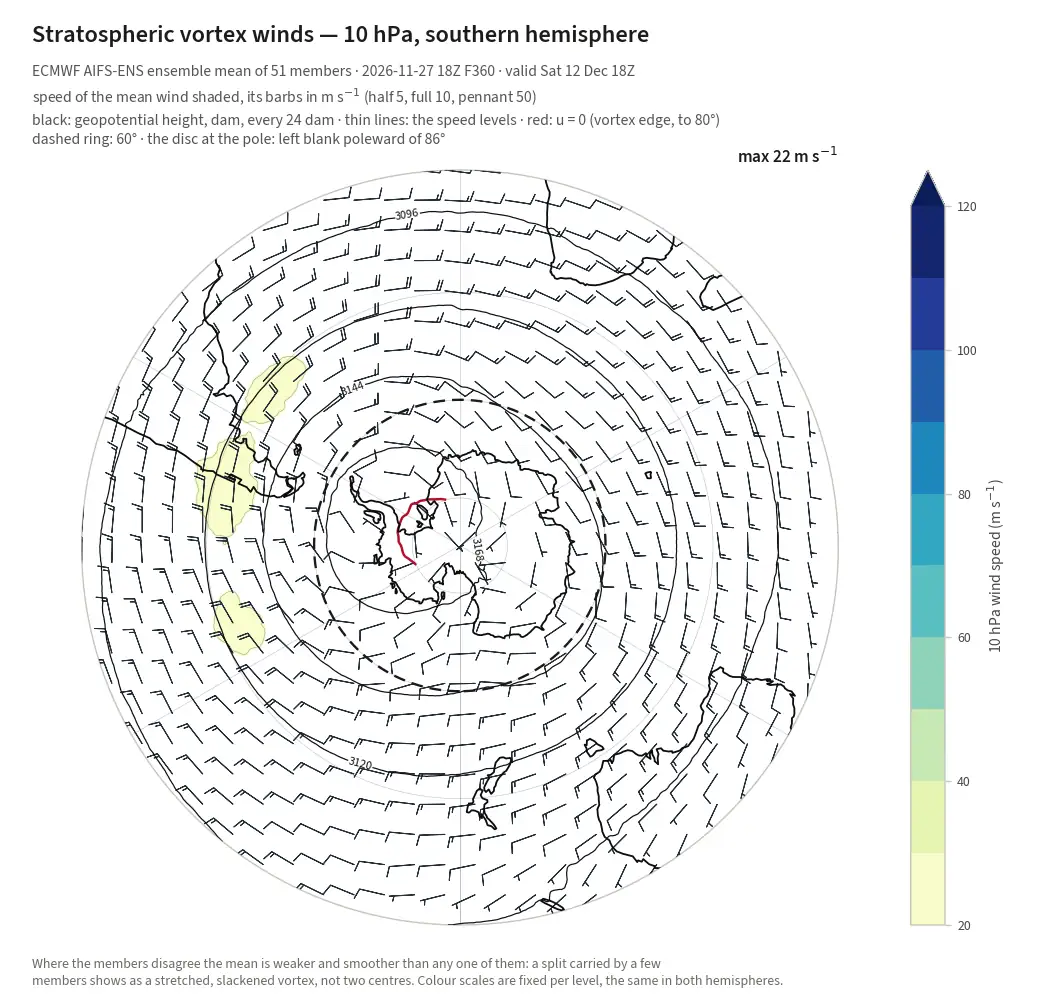 Stratospheric vortex winds — 10 hPa, southern hemisphere
ECMWF AIFS-ENS ensemble mean of 51 members · 2026-11-27 18Z F360 · valid Sat 12 Dec 18Z
speed of the mean wind shaded, its barbs in m s⁻¹ (half 5, full 10, pennant 50)
black: geopotential height, dam, every 24 dam · thin lines: the speed levels · red: u = 0 (vortex edge, to 80°)
dashed ring: 60° · the disc at the pole: left blank poleward of 86°
max 22 m s⁻¹
3096
3144
3168
3120
120
100
80
60
40
20
10 hPa wind speed (m s⁻¹)
Where the members disagree the mean is weaker and smoother than any one of them: a split carried by a few
members shows as a stretched, slackened vortex, not two centres. Colour scales are fixed per level, the same in both hemispheres.